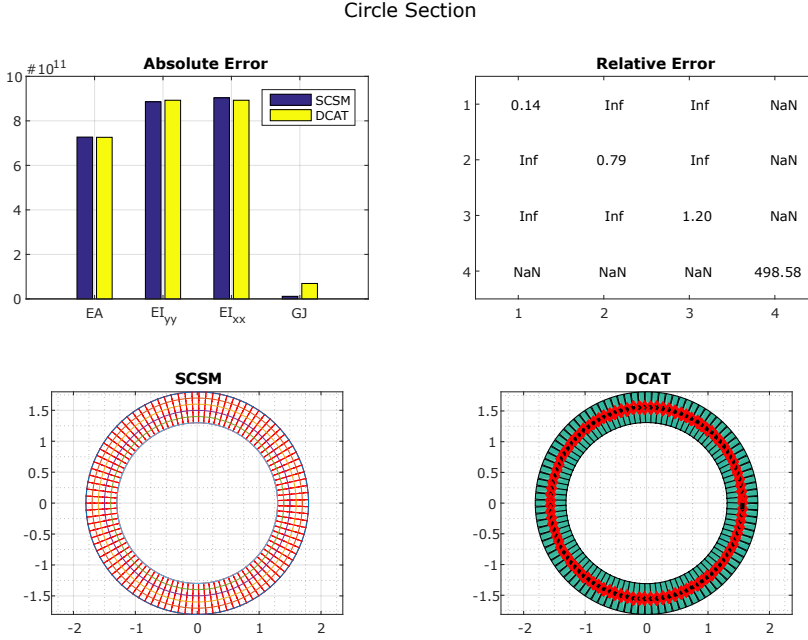 Circle Section
Absolute Error
#10^11
10
8
6
4
2
0
EA
EI_yy
EI_xx
GJ
SCSM
DCAT
Relative Error
1 0.14 Inf Inf NaN
2 Inf 0.79 Inf NaN
3 Inf Inf 1.20 NaN
4 NaN NaN NaN 498.58
1 2 3 4
SCSM
1.5
1
0.5
0
-0.5
-1
-1.5
-2 -1 0 1 2
DCAT
1.5
1
0.5
0
-0.5
-1
-1.5
-2 -1 0 1 2